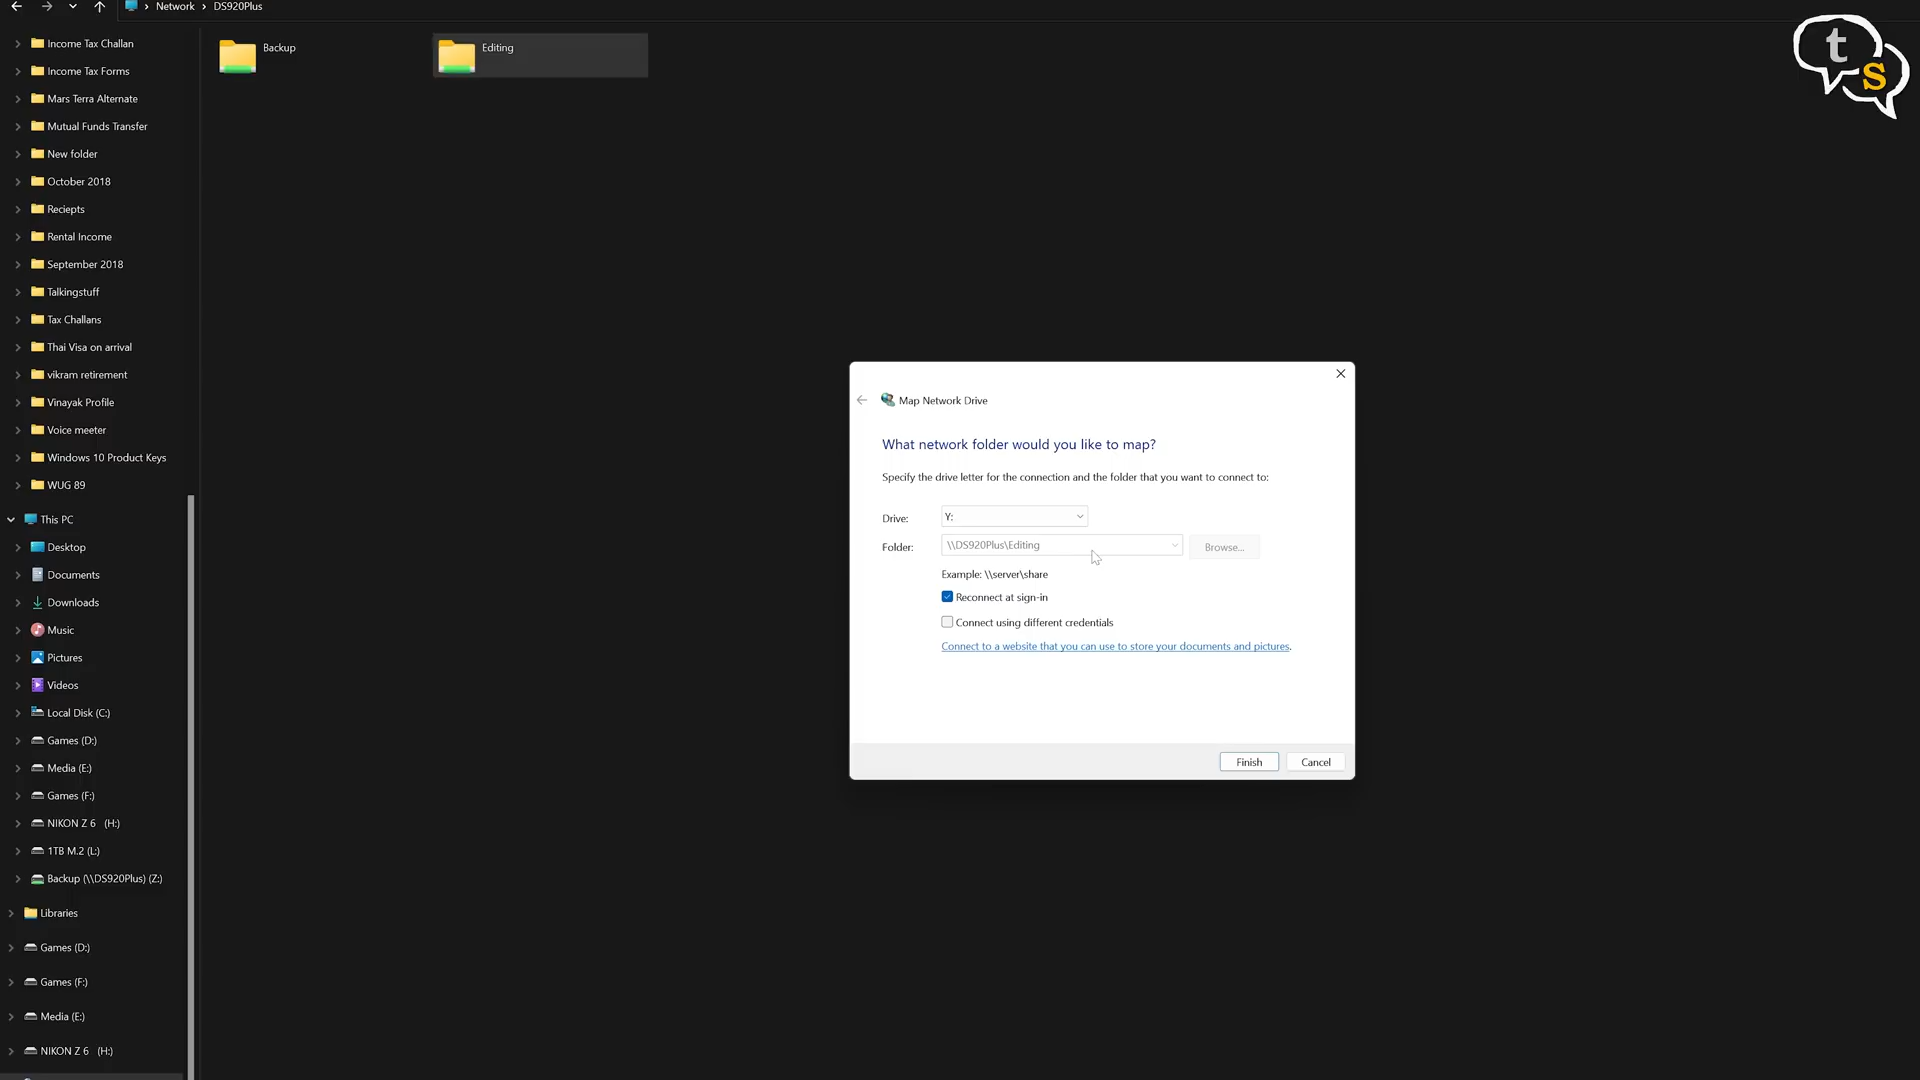 Network
DS920Plus
Income Tax Challan
Income Tax Forms
Mars Terra Alternate
Mutual Funds Transfer
New folder
October 2018
Reciepts
Rental Income
September 2018
Talkingstuff
Tax Challans
Thai Visa on arrival
vikram retirement
Vinayak Profile
Voice meeter
Windows 10 Product Keys
WUG 89
This PC
Desktop
Documents
Downloads
Music
Pictures
Videos
Local Disk (C:)
Games (D:)
Media (E:)
Games (F:)
NIKON Z 6 (H:)
1TB M.2 (L:)
Backup (\\DS920Plus) (Z:)
Libraries
Games (D:)
Games (F:)
Media (E:)
NIKON Z 6 (H:)
Backup
Editing
t
S
Map Network Drive
What network folder would you like to map?
Specify the drive letter for the connection and the folder that you want to connect to:
Drive: Y:
Folder: \\DS920Plus\Editing Browse...
Example: \\server\share
Reconnect at sign-in
Connect using different credentials
Connect to a website that you can use to store your documents and pictures.
Finish Cancel